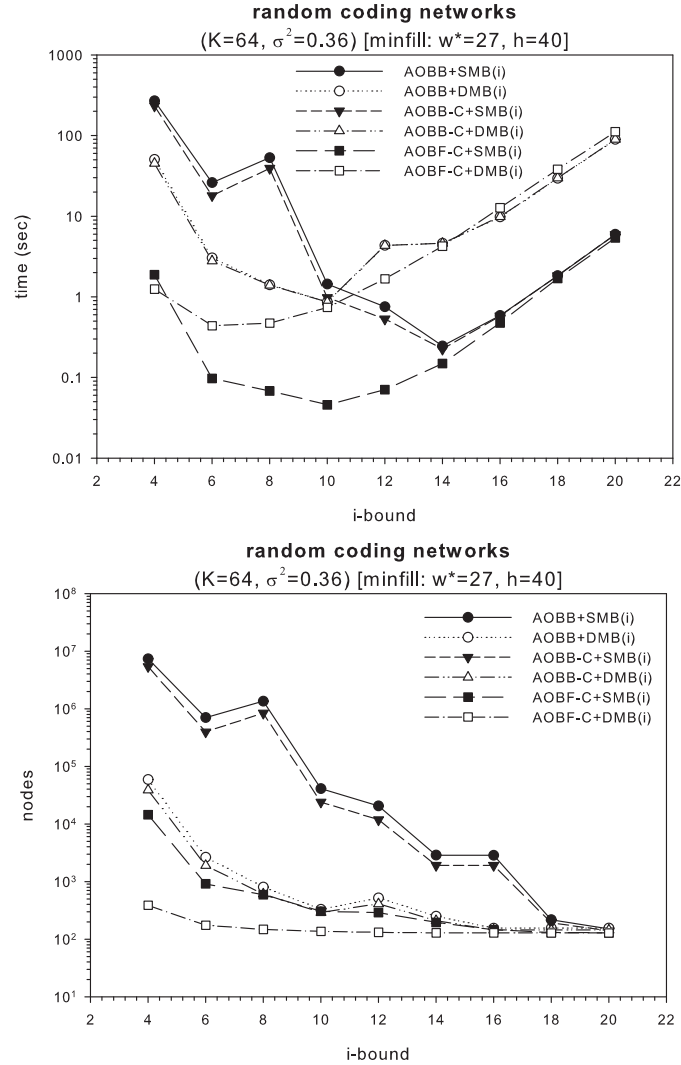 random coding networks
(K=64, σ²=0.36) [minfill: w*=27, h=40]
1000
100
10
1
0.1
0.01
time (sec)
AOBB+SMB(i)
AOBB+DMB(i)
AOBB-C+SMB(i)
AOBB-C+DMB(i)
AOBF-C+SMB(i)
AOBF-C+DMB(i)
2 4 6 8 10 12 14 16 18 20 22
i-bound
random coding networks
(K=64, σ²=0.36) [minfill: w*=27, h=40]
10⁸
10⁷
10⁶
10⁵
10⁴
10³
10²
10¹
nodes
AOBB+SMB(i)
AOBB+DMB(i)
AOBB-C+SMB(i)
AOBB-C+DMB(i)
AOBF-C+SMB(i)
AOBF-C+DMB(i)
2 4 6 8 10 12 14 16 18 20 22
i-bound